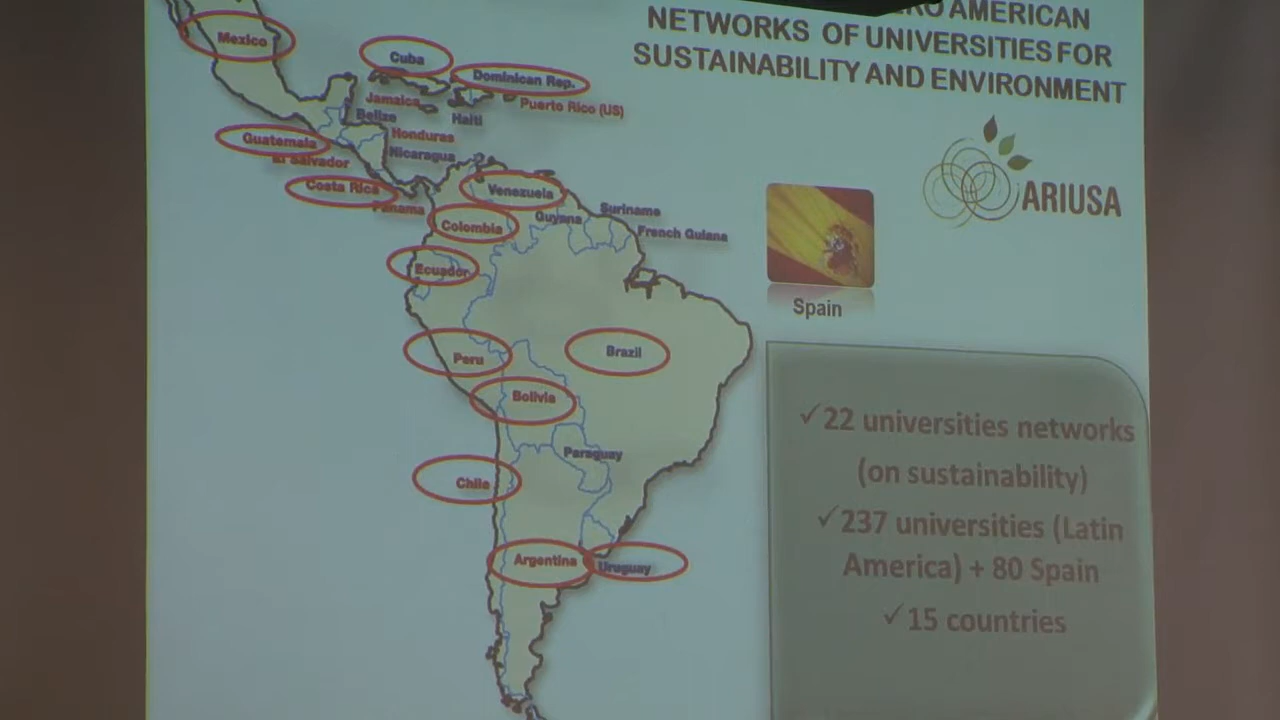 AMERICAN
NETWORKS OF UNIVERSITIES FOR
SUSTAINABILITY AND ENVIRONMENT
ARIUSA
Mexico
Cuba
Dominican Rep.
Jamaica
Puerto Rico (US)
Belize
Haiti
Guatemala
Honduras
El Salvador
Nicaragua
Costa Rica
Panama
Venezuela
Colombia
Guyana
Suriname
French Guiana
Ecuador
Peru
Brazil
Bolivia
Paraguay
Chile
Argentina
Uruguay
Spain
✓22 universities networks
(on sustainability)
✓237 universities (Latin
America) + 80 Spain
✓15 countries